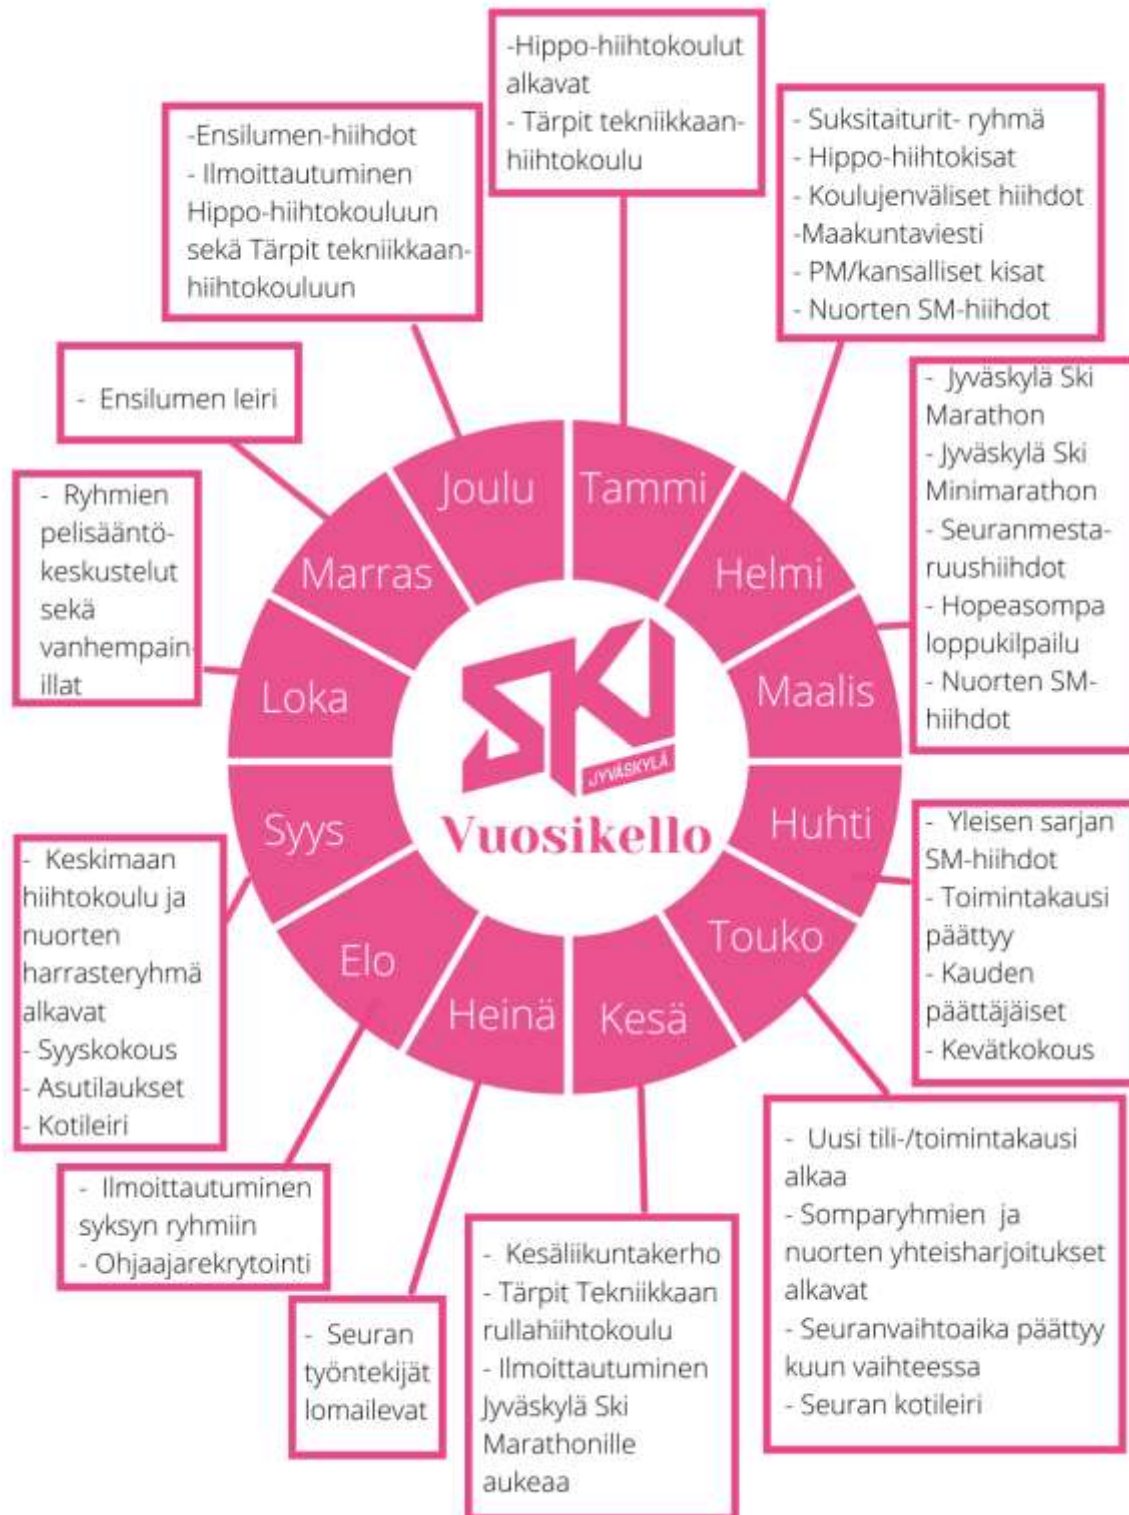 -Hippo-hiihtokoulut
alkavat
- Tärpit tekniikkaan-
hiihtokoulu
- Suksitaiturit- ryhmä
- Hippo-hiihtokisat
- Koulujenväliset hiihdot
-Maakuntaviesti
- PM/kansalliset kisat
- Nuorten SM-hiihdot
- Jyväskylä Ski
Marathon
- Jyväskylä Ski
Minimarathon
- Seuranmesta-
ruushiihdot
- Hopeasompa
loppukilpailu
- Nuorten SM-
hiihdot
- Yleisen sarjan
SM-hiihdot
- Toimintakausi
päättyy
- Kauden
päättäjäiset
- Kevätkokous
- Uusi tili-/toimintakausi
alkaa
- Somparyhmien ja
nuorten yhteisharjoitukset
alkavat
- Seuranvaihtoaika päättyy
kuun vaihteessa
- Seuran kotileiri
- Kesäliikuntakerho
- Tärpit Tekniikkaan
rullahiihtokoulu
- Ilmoittautuminen
Jyväskylä Ski
Marathonille
aukeaa
- Seuran
työntekijät
lomailevat
- Ilmoittautuminen
syksyn ryhmiin
- Ohjaajarekrytointi
- Keskimaan
hiihtokoulu ja
nuorten
harrasteryhmä
alkavat
- Syyskokous
- Asutilaukset
- Kotileiri
- Ryhmien
pelisääntö-
keskustelut
sekä
vanhempain-
illat
- Ensilumen leiri
-Ensilumen-hiihdot
- Ilmoittautuminen
Hippo-hiihtokouluun
sekä Tärpit tekniikkaan-
hiihtokouluun
Tammi
Helmi
Maalis
Huhti
Touko
Kesä
Heinä
Elo
Syys
Loka
Marras
Joulu
SKI
JYVÄSKYLÄ
Vuosikello